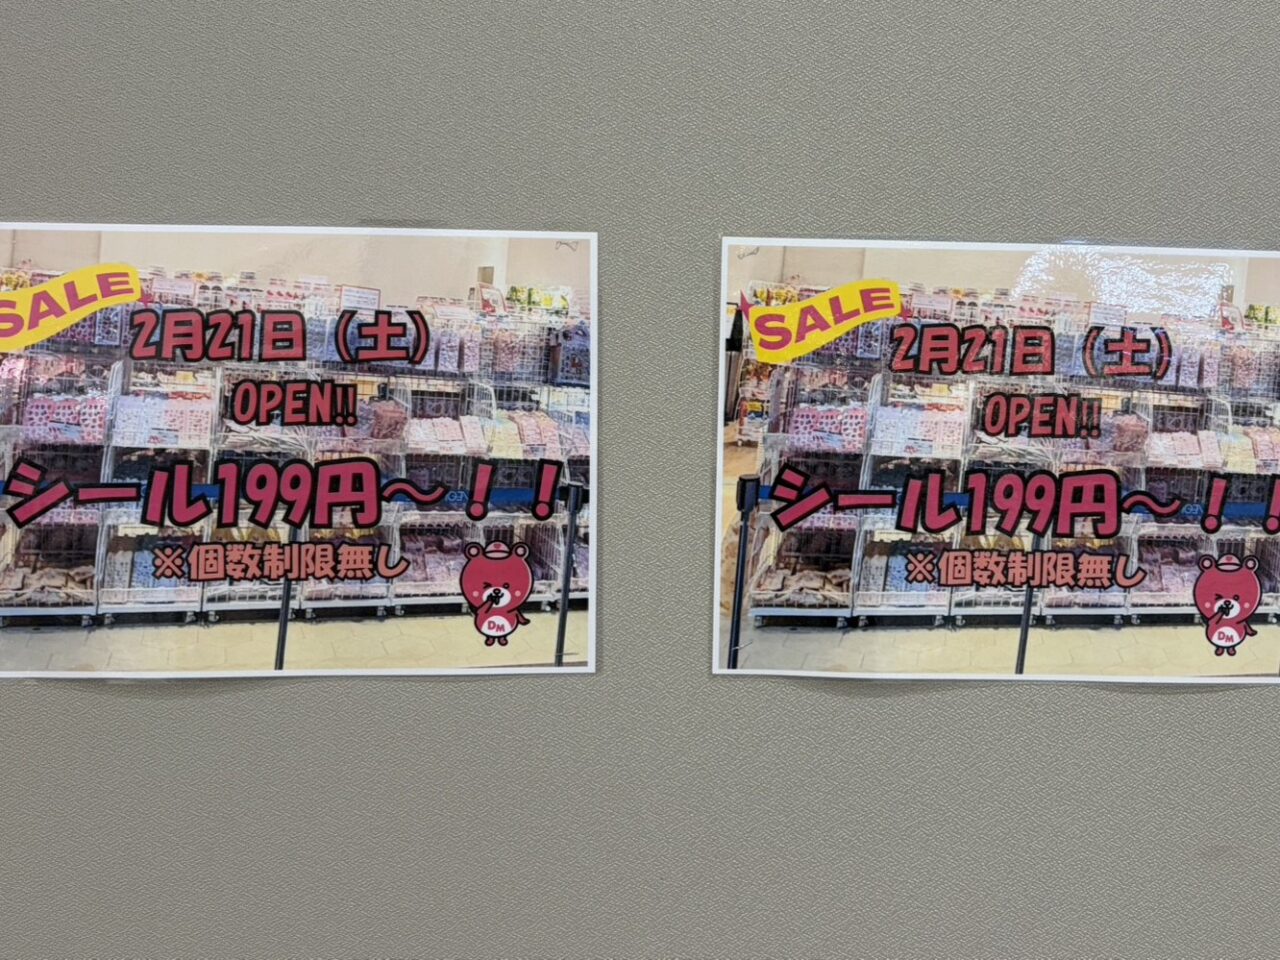 SALE
2月21日（土）
OPEN!!
シール199円～！！
※個数制限無し
DM
SALE
2月21日（土）
OPEN!!
シール199円～！！
※個数制限無し
DM